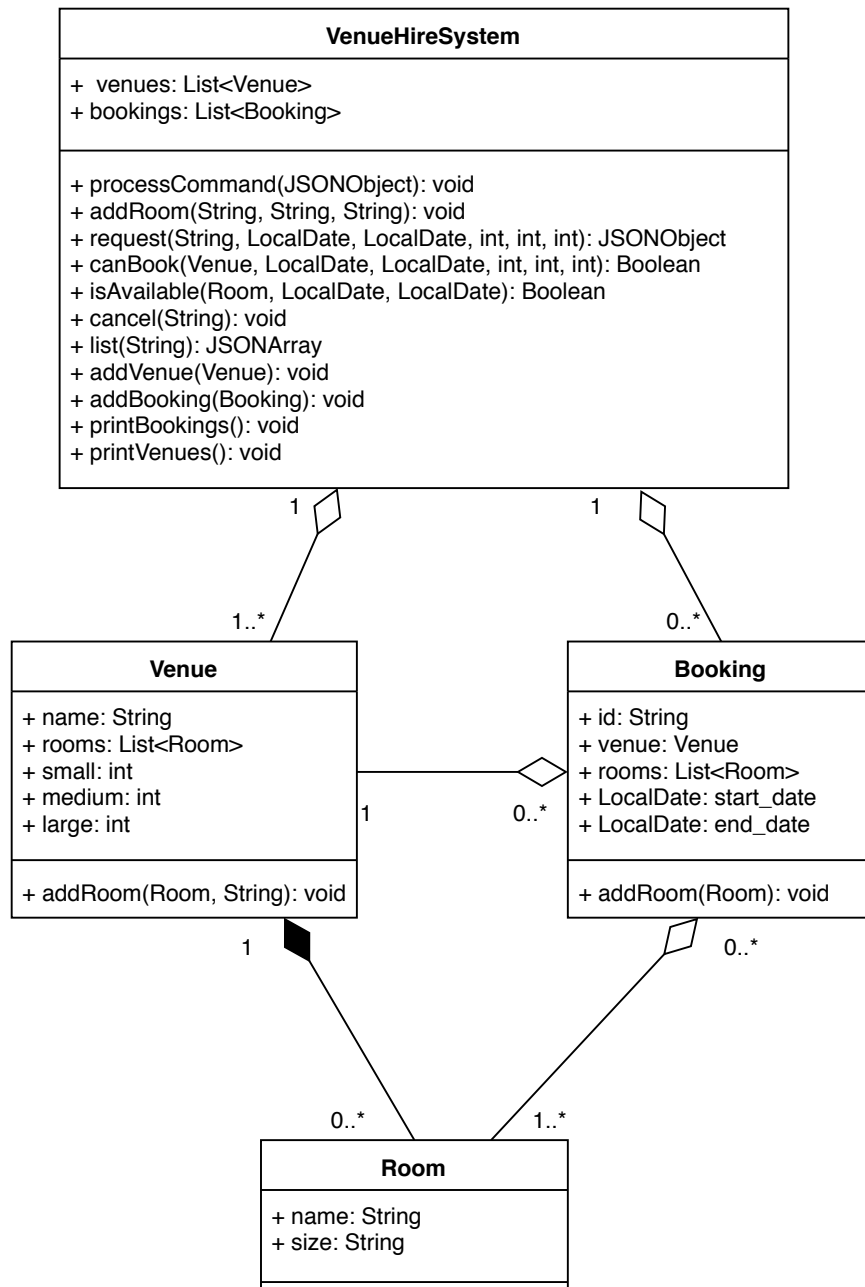 VenueHireSystem
+ venues: List<Venue>
+ bookings: List<Booking>
+ processCommand(JSONObject): void
+ addRoom(String, String, String): void
+ request(String, LocalDate, LocalDate, int, int, int): JSONObject
+ canBook(Venue, LocalDate, LocalDate, int, int, int): Boolean
+ isAvailable(Room, LocalDate, LocalDate): Boolean
+ cancel(String): void
+ list(String): JSONArray
+ addVenue(Venue): void
+ addBooking(Booking): void
+ printBookings(): void
+ printVenues(): void
1
1
1..*
0..*
Venue
+ name: String
+ rooms: List<Room>
+ small: int
+ medium: int
+ large: int
+ addRoom(Room, String): void
1
0..*
Booking
+ id: String
+ venue: Venue
+ rooms: List<Room>
+ LocalDate: start_date
+ LocalDate: end_date
+ addRoom(Room): void
1
0..*
0..*
1..*
Room
+ name: String
+ size: String